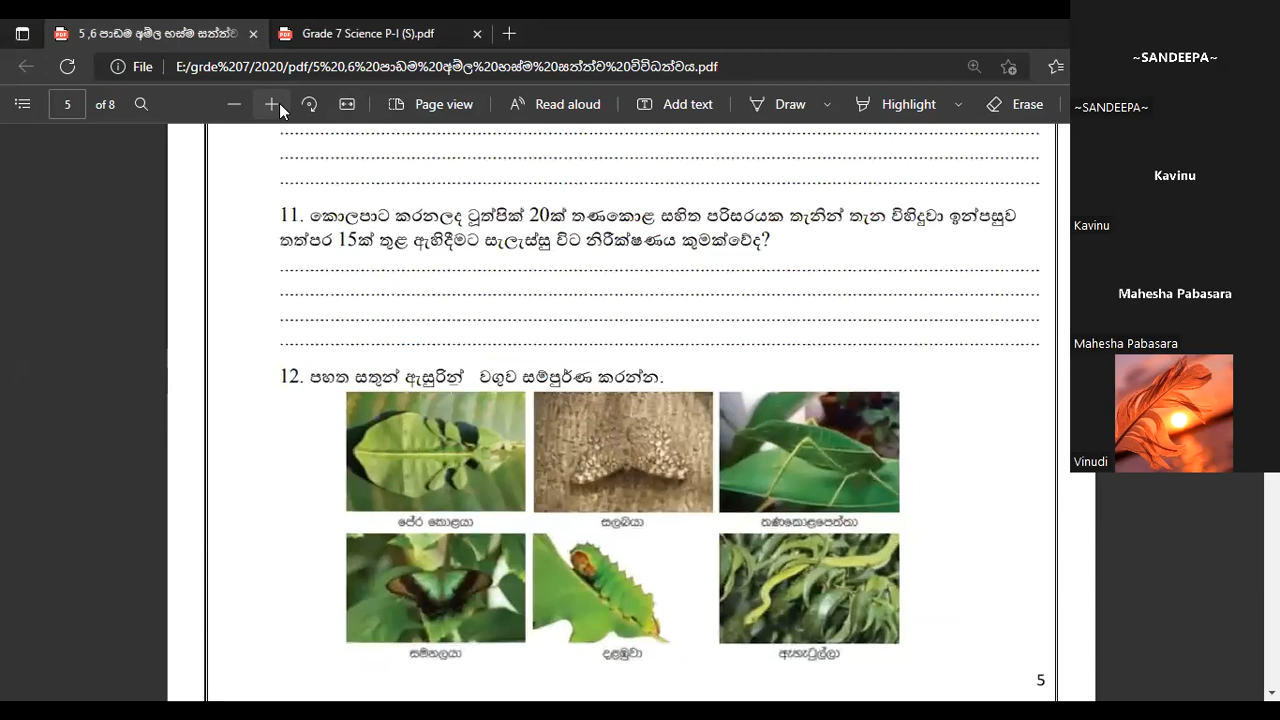 5 ,6 පාඩම අම්ල භස්ම සත්ත්ව
Grade 7 Science P-I (S).pdf
File
E:/grde%207/2020/pdf/5%20,6%20පාඩම%20අම්ල%20භස්ම%20සත්ත්ව%20විවිධත්වය.pdf
5
of 8
Page view
Read aloud
Add text
Draw
Highlight
Erase
11. කොලපාට කරනලද ටූත්පික් 20ක් තණකොළ සහිත පරිසරයක තැනින් තැන විහිදුවා ඉන්පසුව
තත්පර 15ක් තුළ ඇහිදීමට සැලැස්සු විට නිරීක්ෂණය කුමක්වේද?
12. පහත සතුන් ඇසුරින් වගුව සම්පුර්ණ කරන්න.
පේර කොළයා
සලබයා
තණකොළපෙත්තා
සමනලයා
දළඹුවා
ඇහැටුල්ලා
5
~SANDEEPA~
~SANDEEPA~
Kavinu
Kavinu
Mahesha Pabasara
Mahesha Pabasara
Vinudi